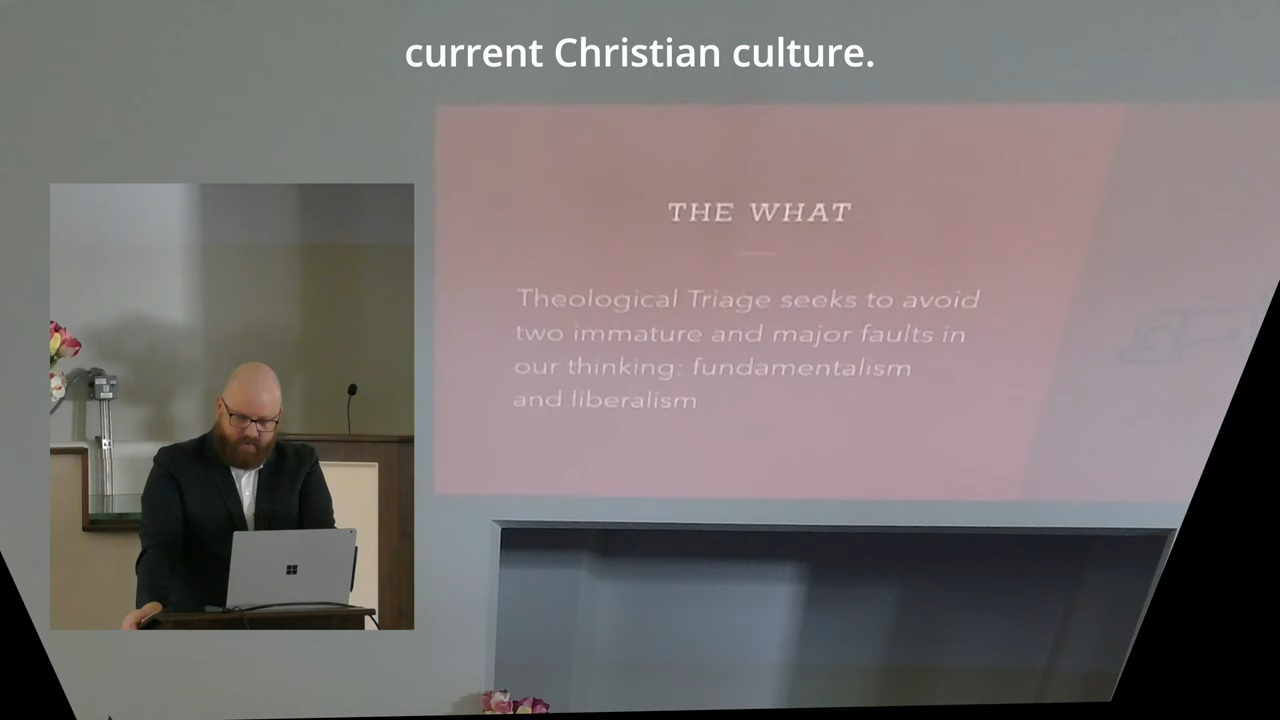 current Christian culture.
THE WHAT
Theological Triage seeks to avoid
two immature and major faults in
our thinking: fundamentalism
and liberalism